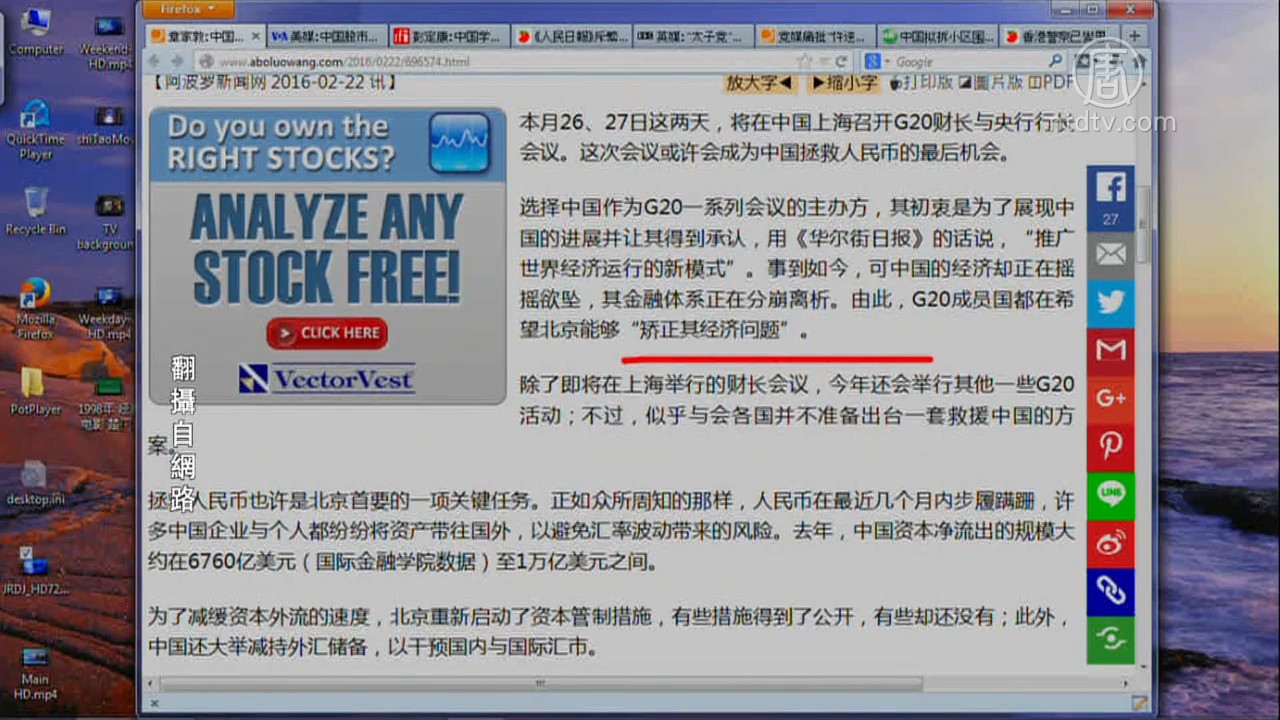 Firefox
章家敦:中国...
美媒:中国股市...
彭定康:中国学...
《人民日報》斥繁...
英媒:"太子党"...
党媒痛批"许逑...
中国拟拆小区围...
www.aboluowang.com/2016/0222/696574.html
Google
【阿波罗新闻网 2016-02-22 讯】
放大字◀ ▶缩小字 打印版 圖片版 PDF
Do you own the
RIGHT STOCKS?
ANALYZE ANY
STOCK FREE!
CLICK HERE
VectorVest
本月26、27日这两天，将在中国上海召开G20财长与央行行长
会议。这次会议或许会成为中国拯救人民币的最后机会。
选择中国作为G20一系列会议的主办方，其初衷是为了展现中
国的进展并让其得到承认，用《华尔街日报》的话说，“推广
世界经济运行的新模式”。事到如今，可中国的经济却正在摇
摇欲坠，其金融体系正在分崩离析。由此，G20成员国都在希
望北京能够“矫正其经济问题”。
除了即将在上海举行的财长会议，今年还会举行其他一些G20
活动；不过，似乎与会各国并不准备出台一套救援中国的方
案。
拯 人民币也许是北京首要的一项关键任务。正如众所周知的那样，人民币在最近几个月内步履蹒跚，许
多中国企业与个人都纷纷将资产带往国外，以避免汇率波动带来的风险。去年，中国资本净流出的规模大
约在6760亿美元（国际金融学院数据）至1万亿美元之间。
为了减缓资本外流的速度，北京重新启动了资本管制措施，有些措施得到了公开，有些却还没有；此外，
中国还大举减持外汇储备，以干预国内与国际汇市。
翻攝自網路
27
G+
LINE
唐
ntdtv.com
Computer
Weekend-
HD.mp4
QuickTime
Player
shiTaoMo...
Recycle Bin
TV
backgroun
Mozilla
Firefox
Weekday-
HD.mp4
PotPlayer
desktop.ini
JRDJ_HD72...
Main
HD.mp4